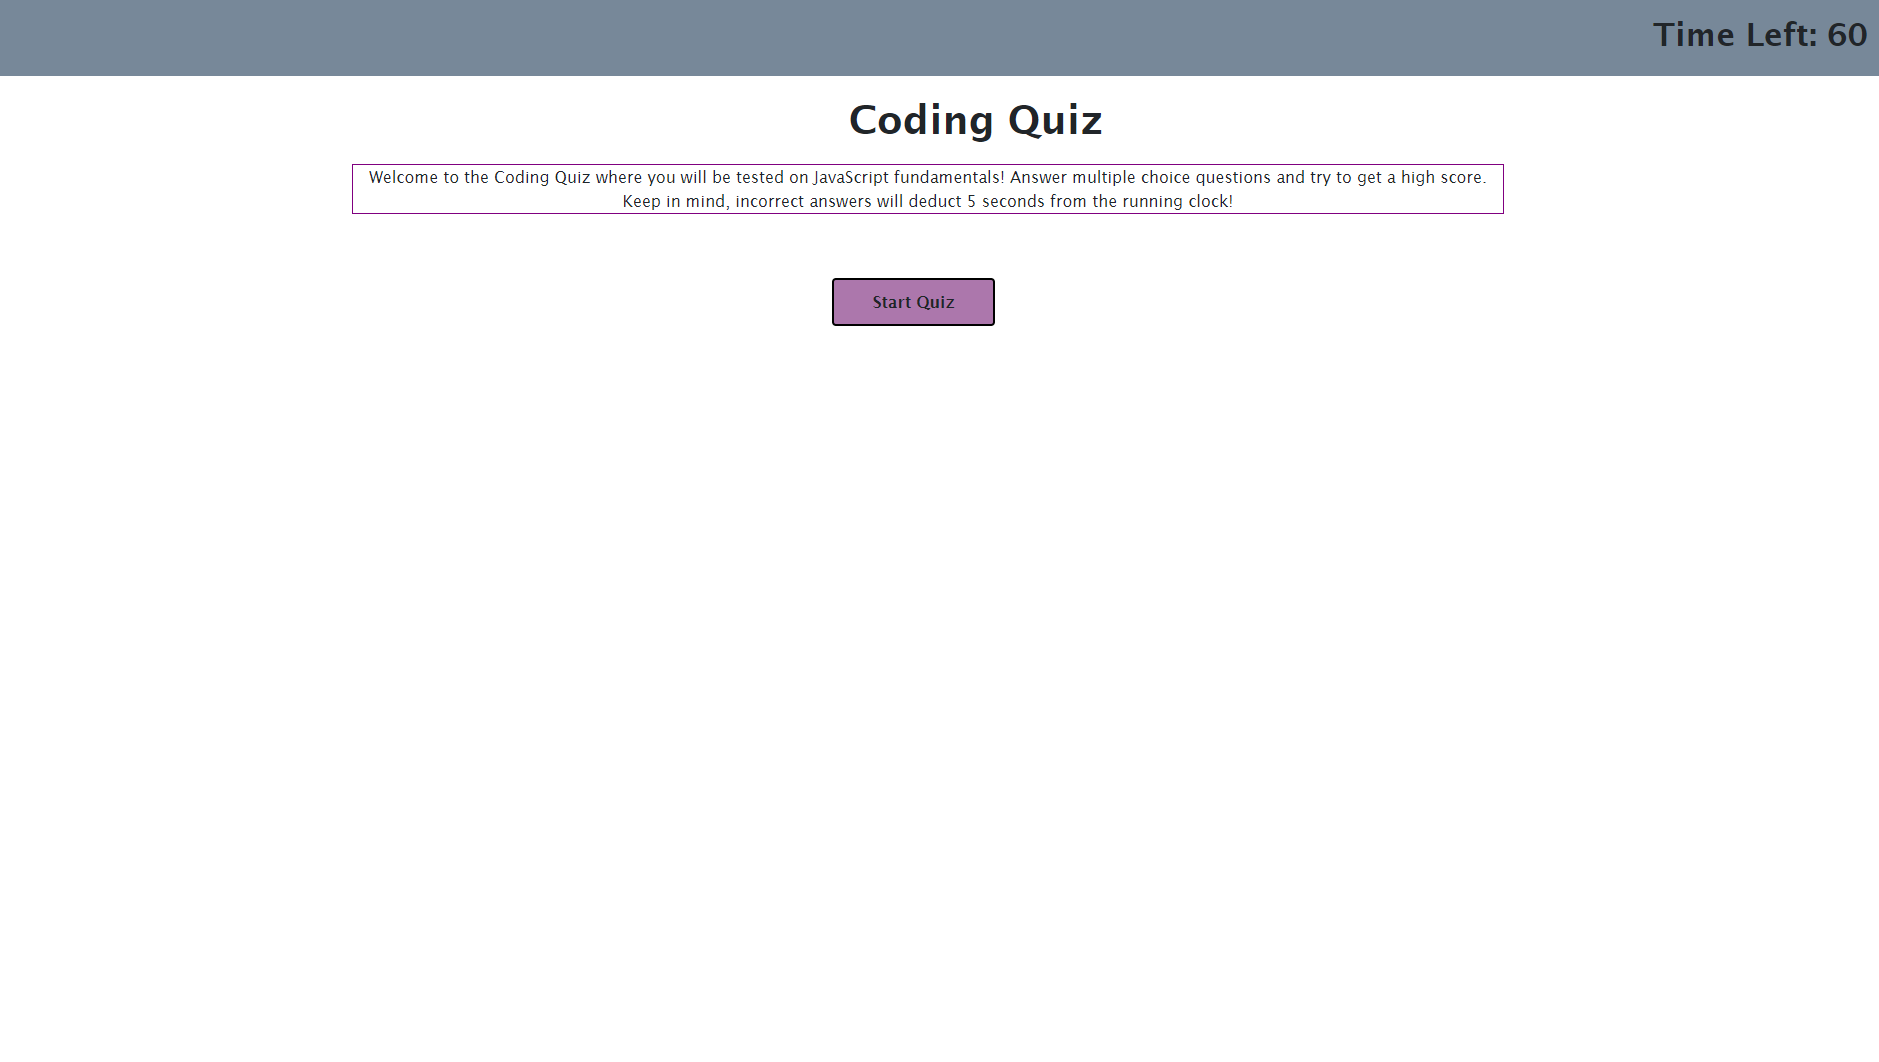 Time Left: 60
Coding Quiz
Welcome to the Coding Quiz where you will be tested on JavaScript fundamentals! Answer multiple choice questions and try to get a high score.
Keep in mind, incorrect answers will deduct 5 seconds from the running clock!
Start Quiz